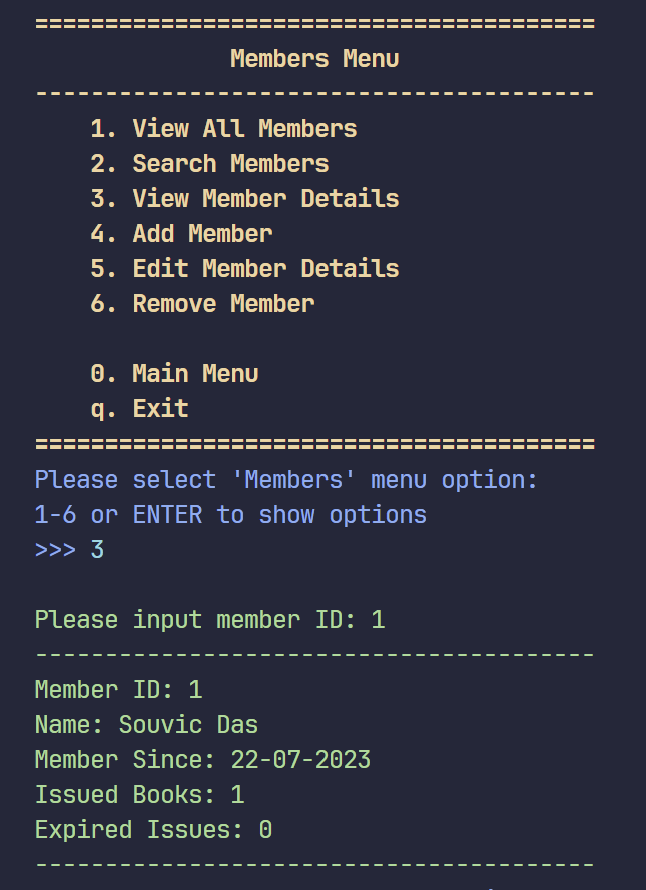 ========================================
Members Menu
----------------------------------------
1. View All Members
2. Search Members
3. View Member Details
4. Add Member
5. Edit Member Details
6. Remove Member
0. Main Menu
q. Exit
========================================
Please select 'Members' menu option:
1-6 or ENTER to show options
>>> 3
Please input member ID: 1
----------------------------------------
Member ID: 1
Name: Souvic Das
Member Since: 22-07-2023
Issued Books: 1
Expired Issues: 0
----------------------------------------